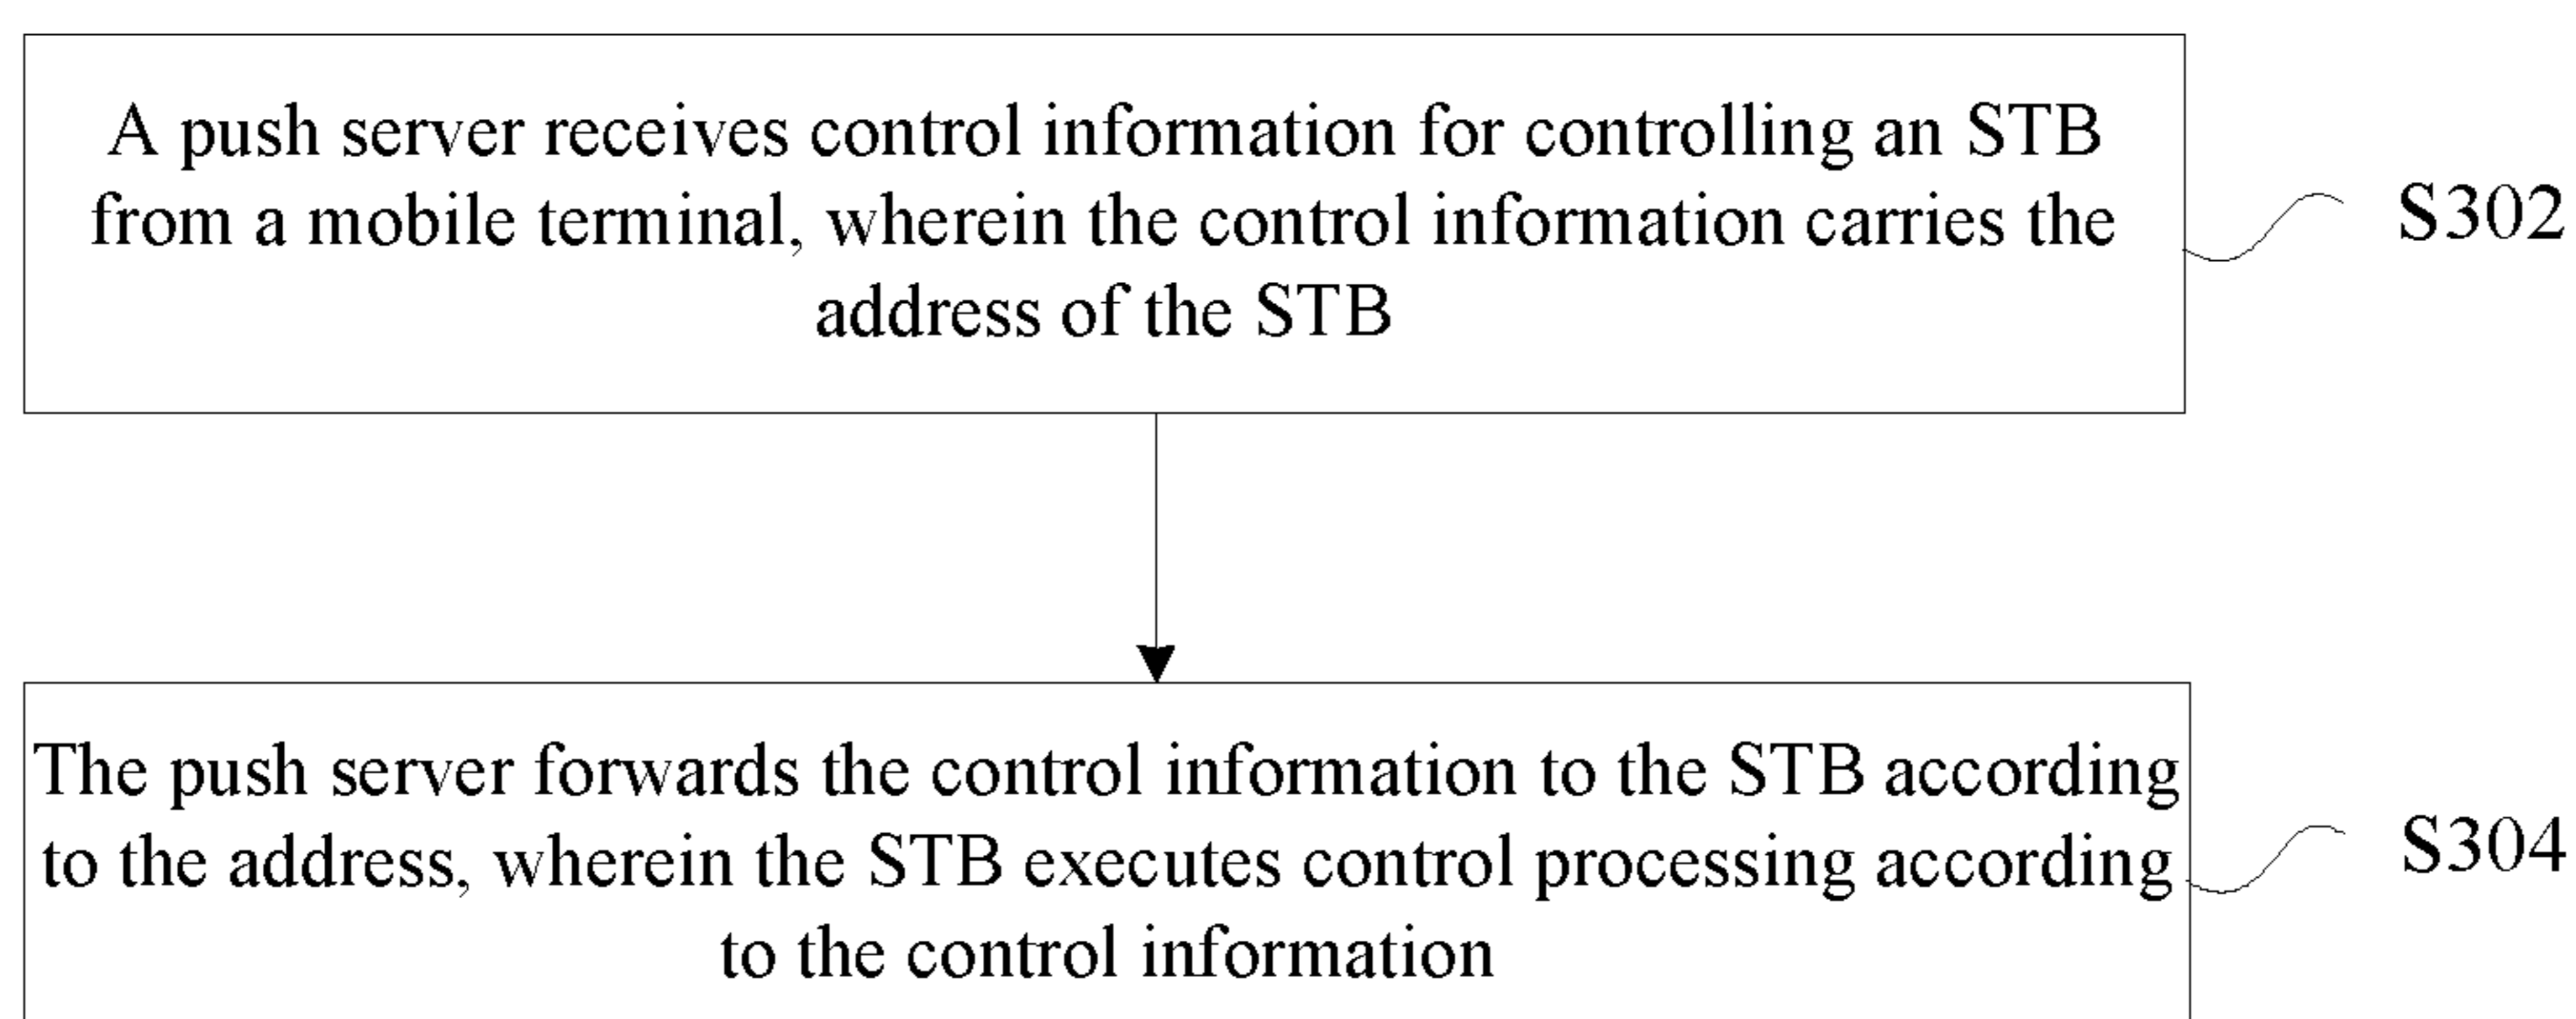 A push server receives control information for controlling an STB
from a mobile terminal, wherein the control information carries the
address of the STB
S302
The push server forwards the control information to the STB according
to the address, wherein the STB executes control processing according
to the control information
S304